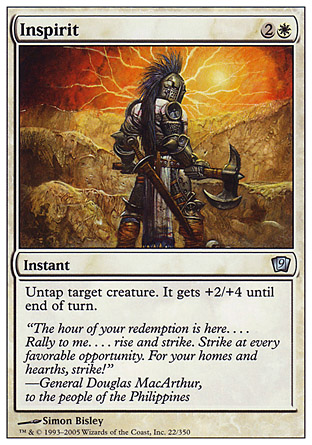 Inspirit 2
Instant 9
Untap target creature. It gets +2/+4 until
end of turn.
“The hour of your redemption is here. . . .
Rally to me. . . . rise and strike. Strike at every
favorable opportunity. For your homes and
hearths, strike!”
—General Douglas MacArthur,
to the people of the Philippines
Simon Bisley
™ & © 1993–2005 Wizards of the Coast, Inc. 22/350